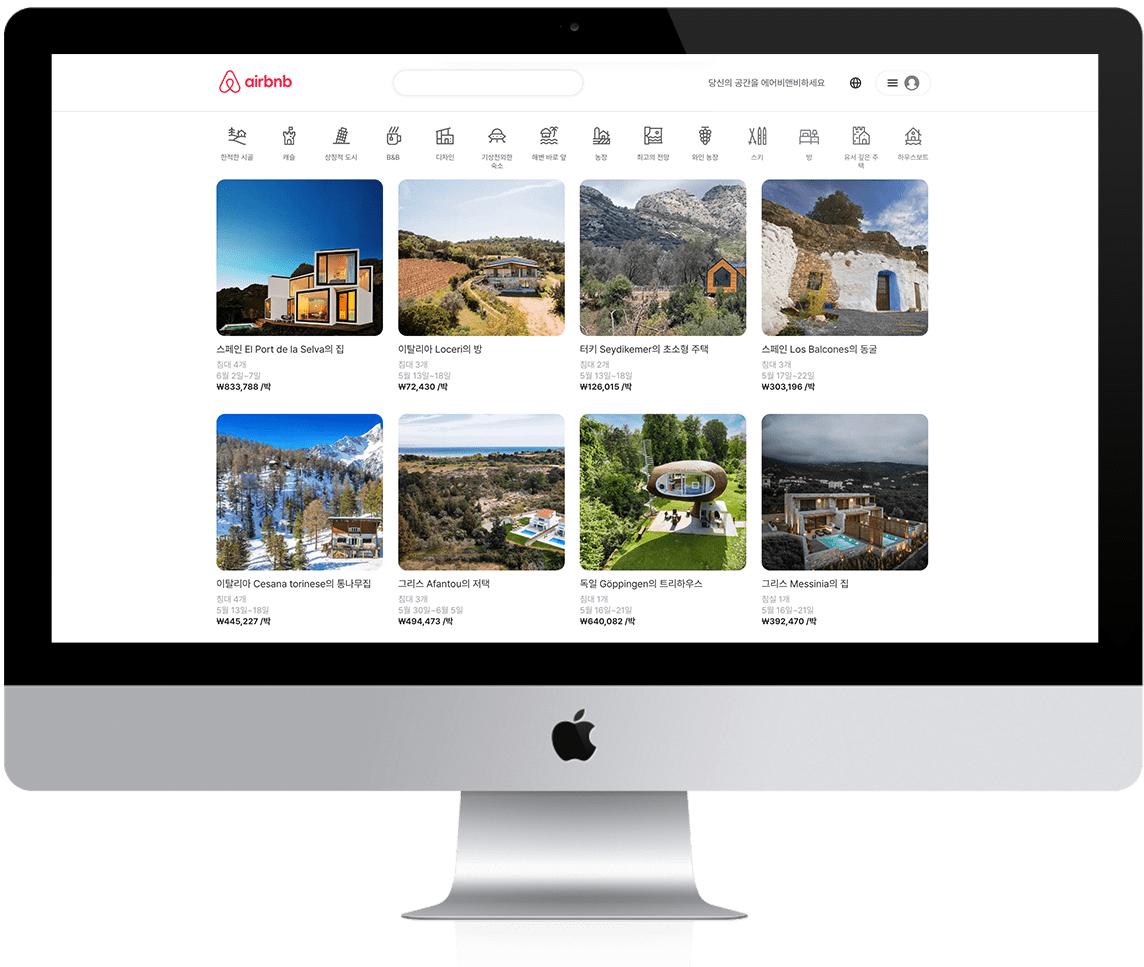 airbnb
당신의 공간을 에어비앤비하세요
한적한 시골
캐슬
상징적 도시
B&B
디자인
기상천외한
숙소
해변 바로 앞
농장
최고의 전망
와인 농장
스키
방
유서 깊은 주
택
하우스보트
스페인 El Port de la Selva의 집
침대 4개
6월 2일~7일
₩833,788 /박
이탈리아 Loceri의 방
침대 3개
5월 13일~18일
₩72,430 /박
터키 Seydikemer의 초소형 주택
침대 2개
5월 13일~18일
₩126,015 /박
스페인 Los Balcones의 동굴
침대 3개
5월 17일~22일
₩303,196 /박
이탈리아 Cesana torinese의 통나무집
침대 4개
5월 13일~18일
₩445,227 /박
그리스 Afantou의 저택
침대 3개
5월 30일~6월 5일
₩494,473 /박
독일 Göppingen의 트리하우스
침대 1개
5월 16일~21일
₩640,082 /박
그리스 Messinia의 집
침실 1개
5월 16일~21일
₩392,470 /박